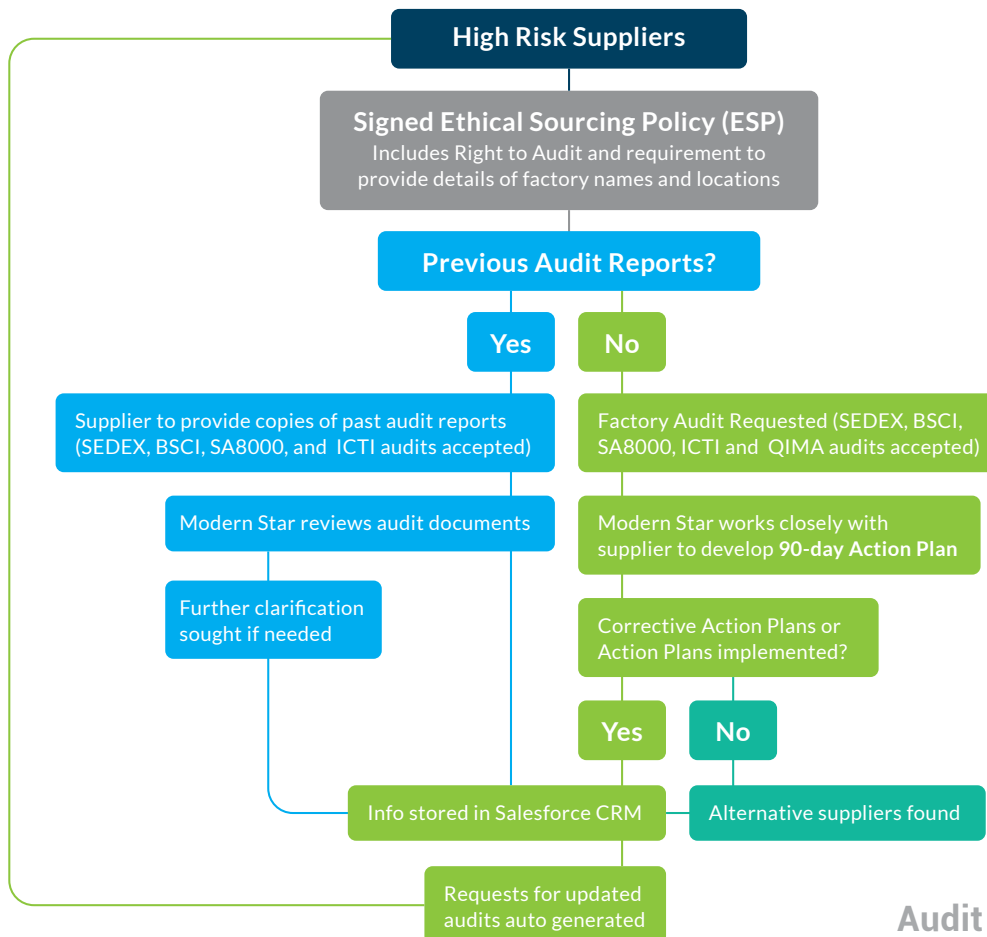 High Risk Suppliers
Signed Ethical Sourcing Policy (ESP)
Includes Right to Audit and requirement to
provide details of factory names and locations
Previous Audit Reports?
Yes
No
Supplier to provide copies of past audit reports
(SEDEX, BSCI, SA8000, and ICTI audits accepted)
Factory Audit Requested (SEDEX, BSCI,
SA8000, ICTI and QIMA audits accepted)
Modern Star reviews audit documents
Modern Star works closely with
supplier to develop 90-day Action Plan
Further clarification
sought if needed
Corrective Action Plans or
Action Plans implemented?
Yes
No
Info stored in Salesforce CRM
Alternative suppliers found
Requests for updated
audits auto generated
Audit